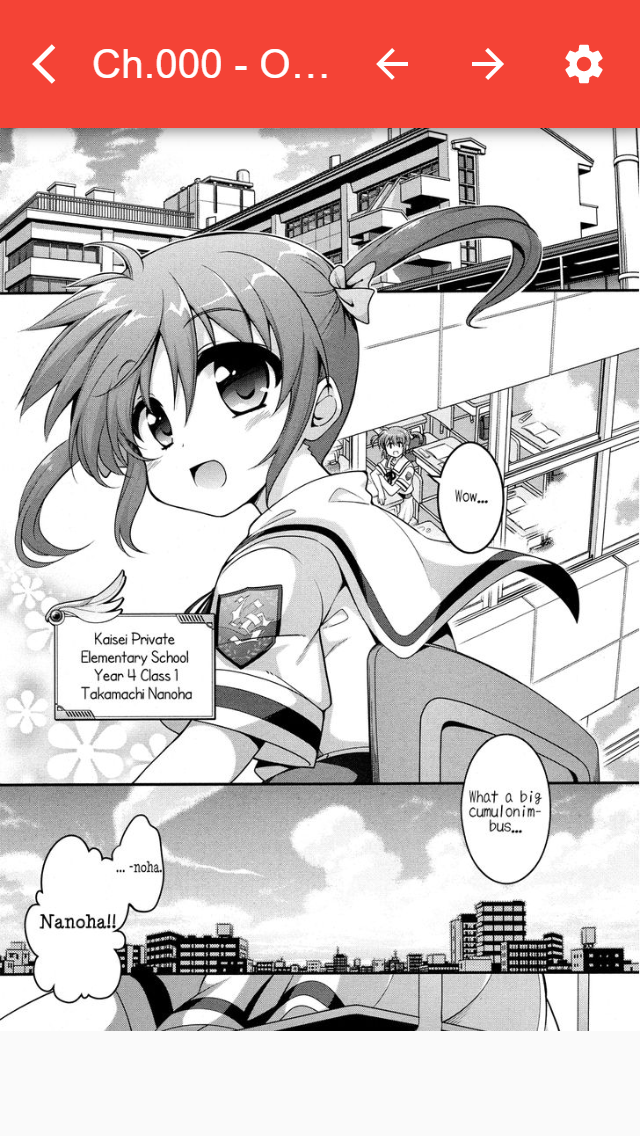 Ch.000 - O...
Wow...
Kaisei Private
Elementary School
Year 4 Class 1
Takamachi Nanoha
What a big
cumulonim-
bus...
... -noha.
Nanoha!!